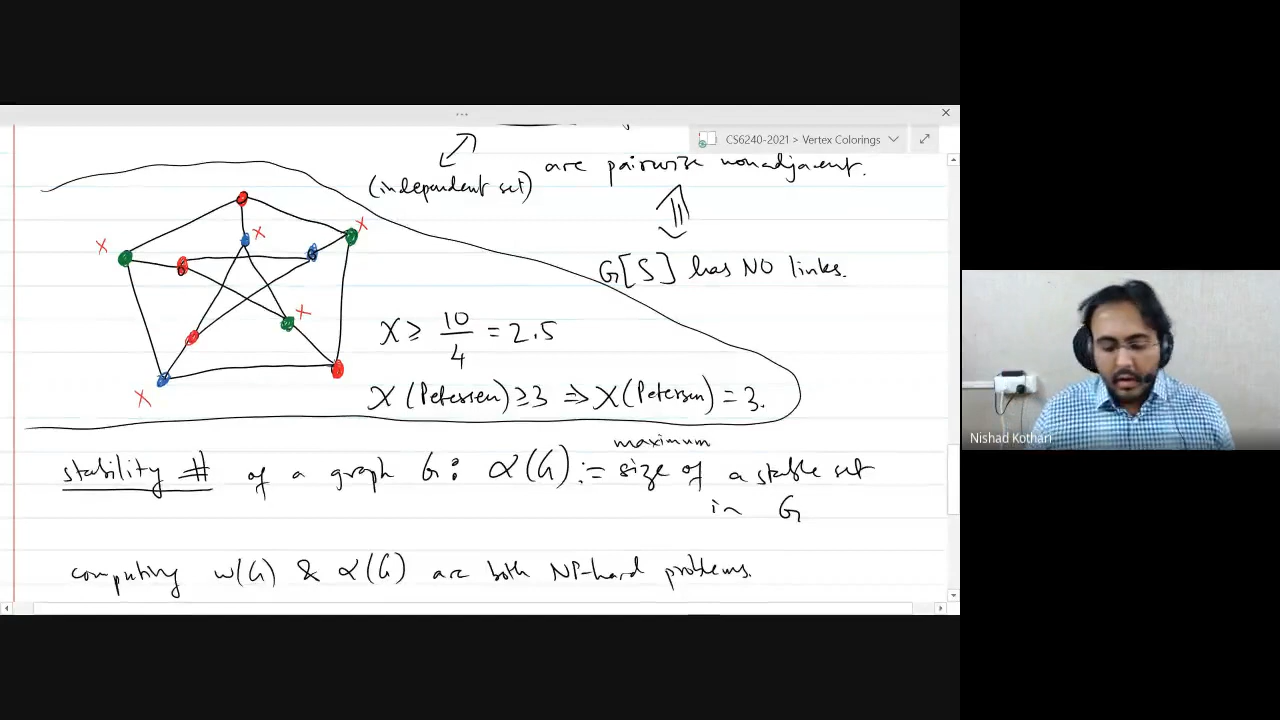 CS6240-2021 > Vertex Colorings
are pairwise nonadjacent.
(independent set)
G[S] has NO links.
X
X
X
X
X
χ ≥ 10/4 = 2.5
χ (Petersen) ≥ 3 ⇒ χ (Petersen) = 3.
maximum
stability # of a graph G : α(G) := size of a stable set
in G
computing ω(G) & α(G) are both NP-hard problems.
Nishad Kothari